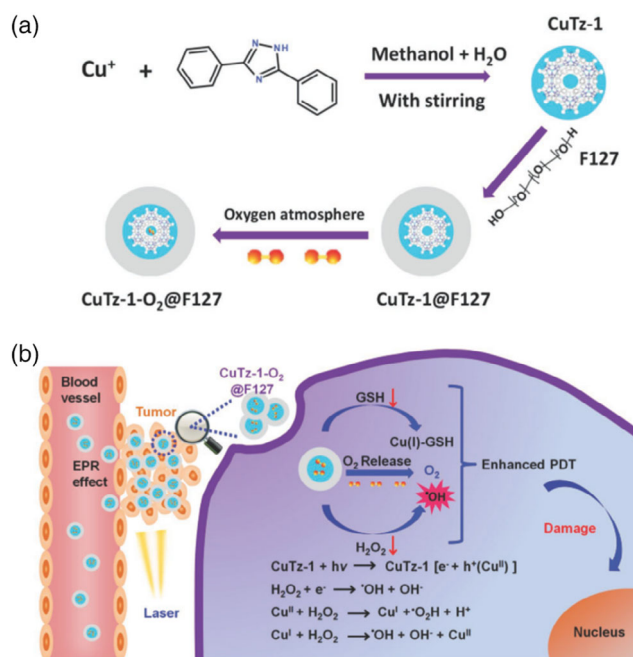 (a)
Cu⁺ + N NH N
Methanol + H₂O
With stirring
CuTz-1
F127
HO (O) (O) (O) H
Oxygen atmosphere
CuTz-1-O₂@F127
CuTz-1@F127
(b)
Blood
vessel
EPR
effect
Tumor
Laser
CuTz-1-O₂
@F127
GSH ↓
Cu(I)-GSH
O₂ Release
O₂
•OH
H₂O₂ ↓
Enhanced PDT
Damage
Nucleus
CuTz-1 + hν → CuTz-1 [e⁻ + h⁺(Cuᴵᴵ) ]
H₂O₂ + e⁻ → •OH + OH⁻
Cuᴵᴵ + H₂O₂ → Cuᴵ + •O₂H + H⁺
Cuᴵ + H₂O₂ → •OH + OH⁻ + Cuᴵᴵ